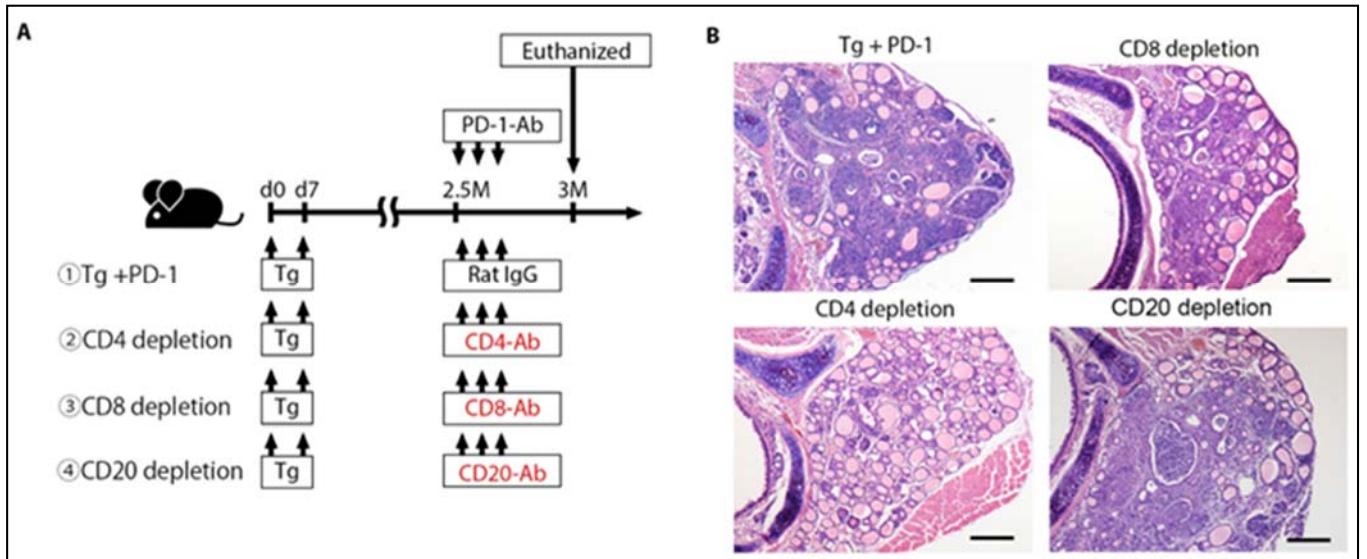 A
Euthanized
PD-1-Ab
d0 d7 2.5M 3M
①Tg +PD-1 Tg Rat IgG
②CD4 depletion Tg CD4-Ab
③CD8 depletion Tg CD8-Ab
④CD20 depletion Tg CD20-Ab
B
Tg + PD-1 CD8 depletion
CD4 depletion CD20 depletion